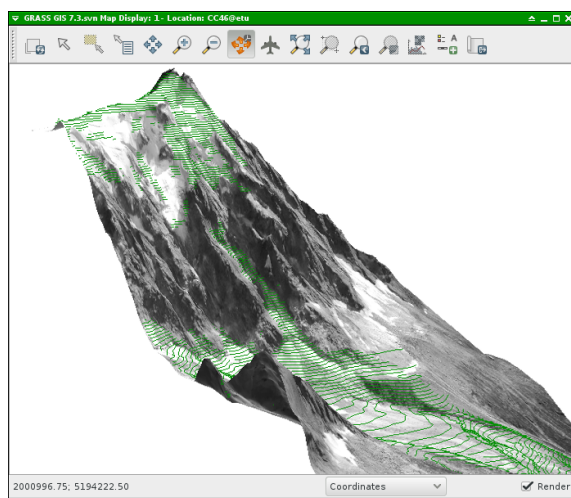 GRASS GIS 7.3.svn Map Display: 1 - Location: CC46@etu
2000996.75; 5194222.50
Coordinates
Render